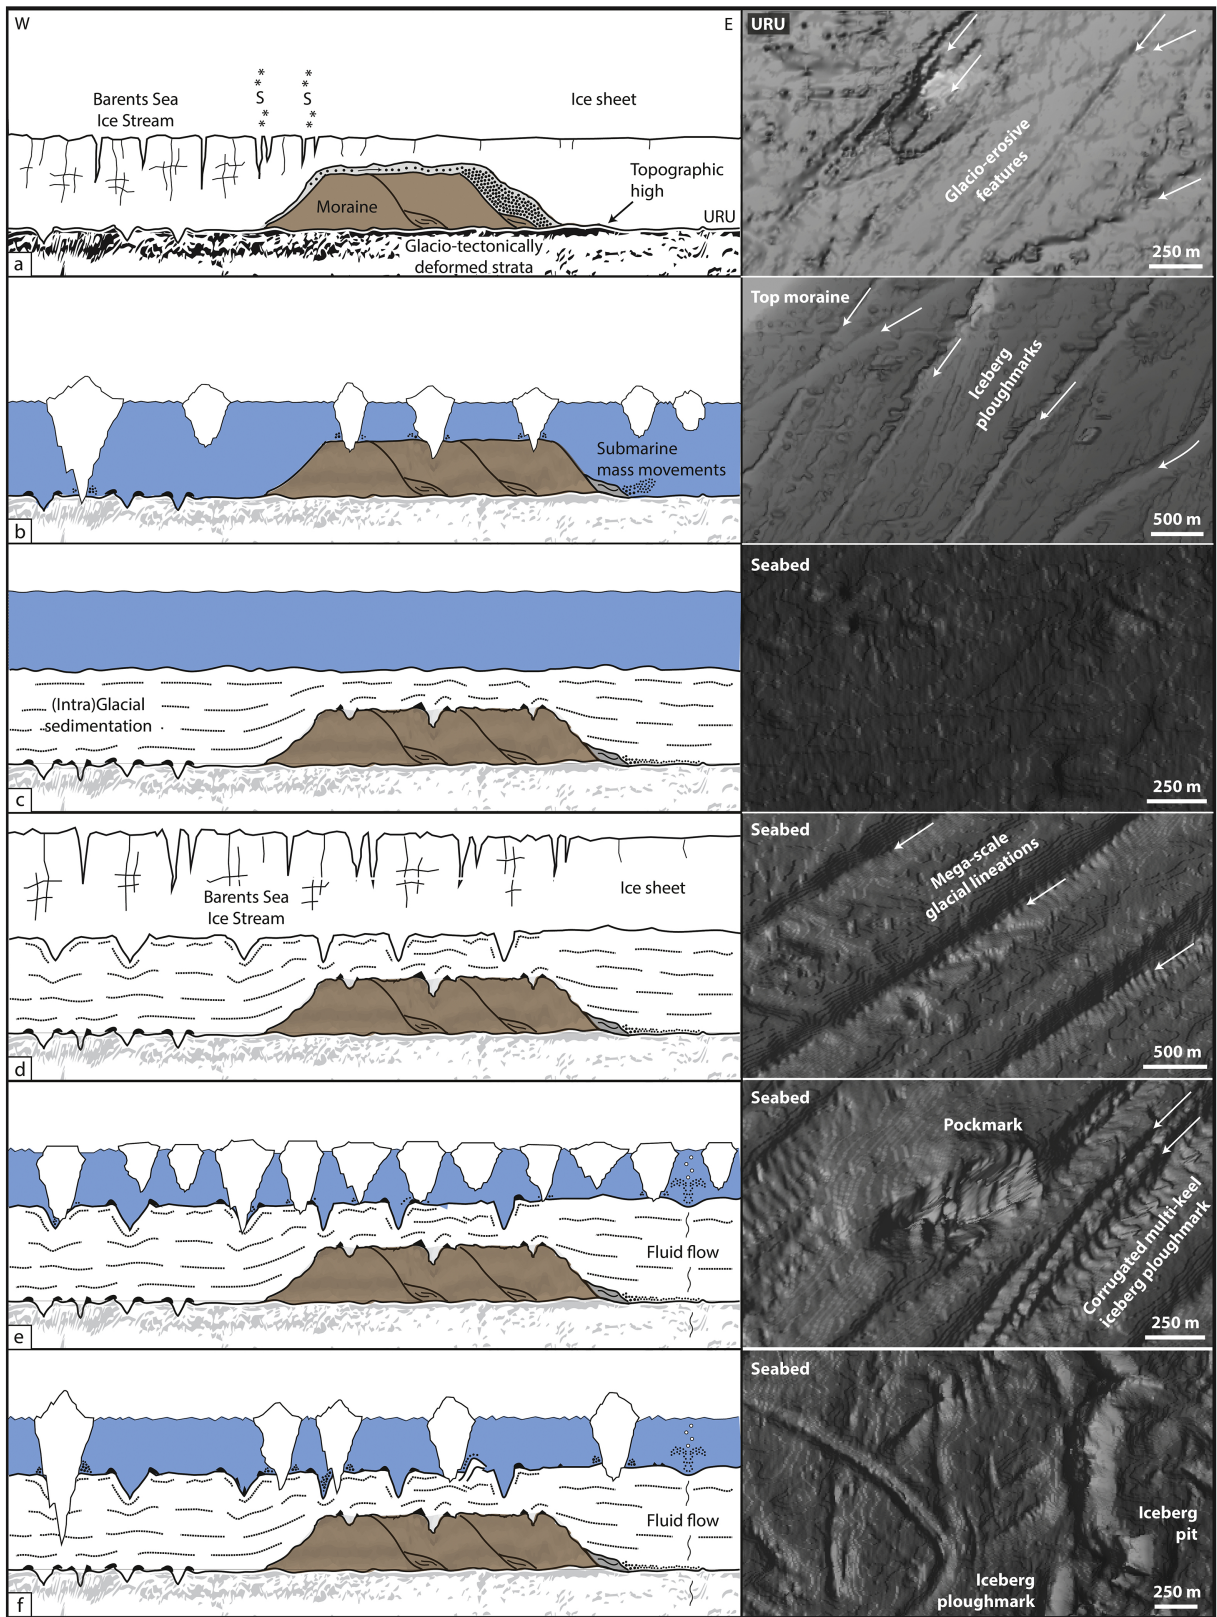 W
E
URU
Barents Sea
Ice Stream
* * S * *
* * S * *
Ice sheet
Topographic
high
Moraine
URU
Glacio-tectonically
deformed strata
a
Glacio-erosive
features
250 m
Top moraine
Iceberg
ploughmarks
Submarine
mass movements
b
500 m
Seabed
(Intra)Glacial
sedimentation
c
250 m
Seabed
Mega-scale
glacial lineations
Barents Sea
Ice Stream
Ice sheet
d
500 m
Seabed
Pockmark
Corrugated multi-keel
iceberg ploughmark
Fluid flow
e
250 m
Seabed
Fluid flow
Iceberg
pit
Iceberg
ploughmark
f
250 m